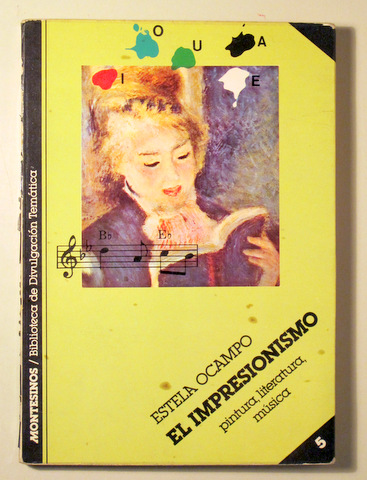 O U A
I E
B♭ E♭
ESTELA OCAMPO
EL IMPRESIONISMO
pintura, literatura,
música
5
MONTESINOS / Biblioteca de Divulgación Temática